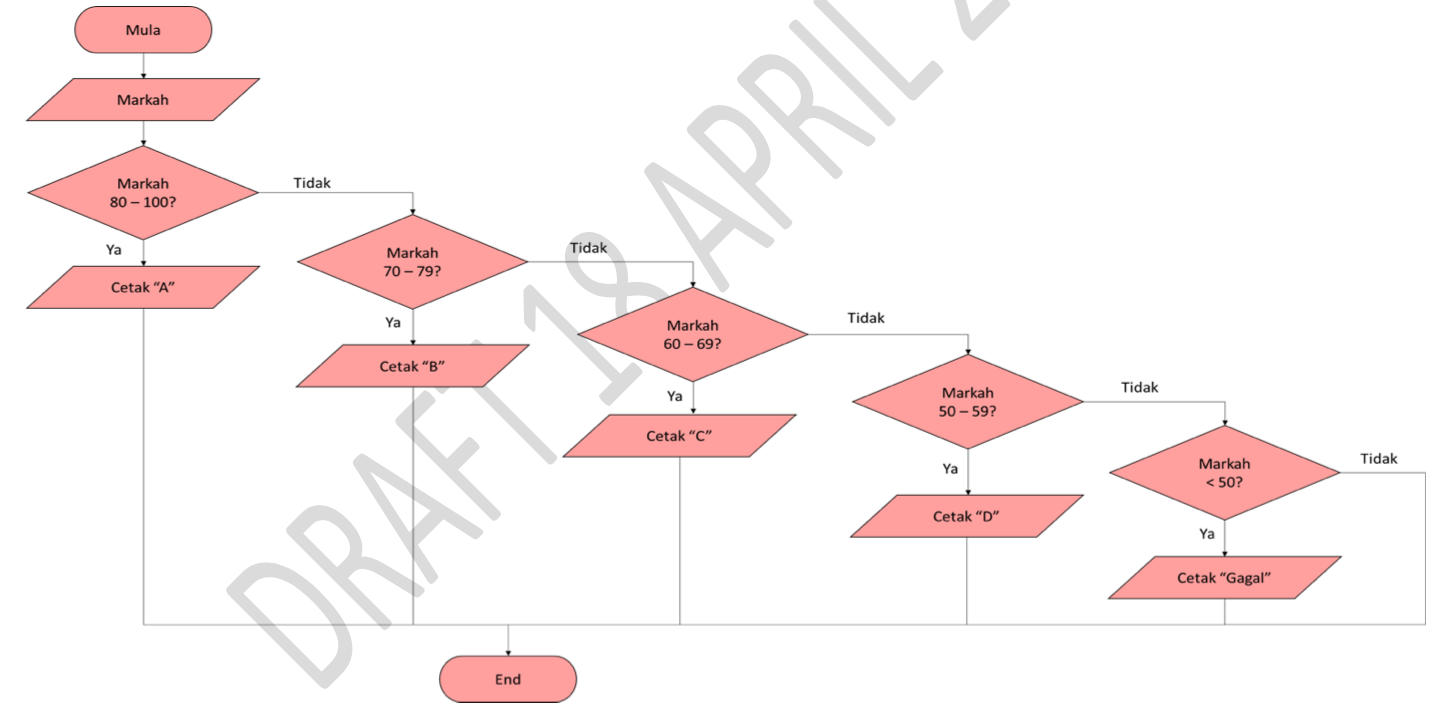 Mula
Markah
Markah
80 – 100?
Tidak
Ya
Cetak “A”
Markah
70 – 79?
Tidak
Ya
Cetak “B”
Markah
60 – 69?
Tidak
Ya
Cetak “C”
Markah
50 – 59?
Tidak
Ya
Cetak “D”
Markah
< 50?
Tidak
Ya
Cetak “Gagal”
End
DRAFT 18 APRIL 2